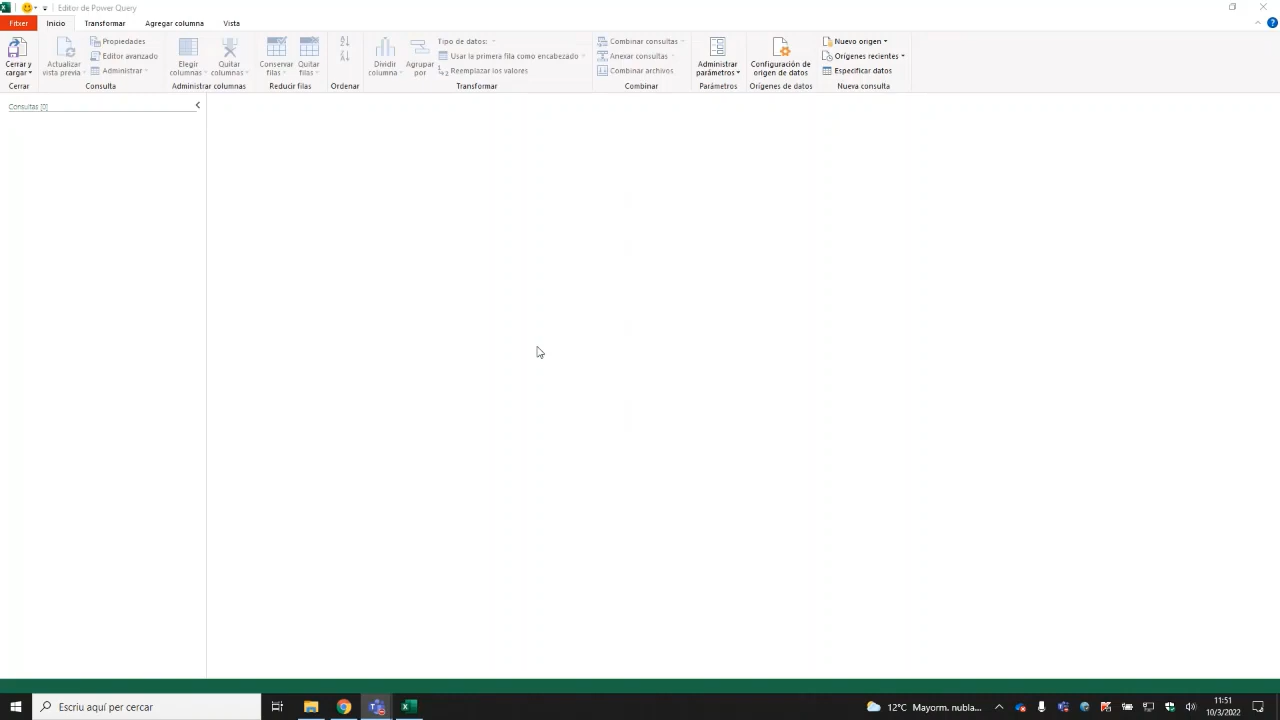 Editor de Power Query
Fitxer
Inicio
Transformar
Agregar columna
Vista
Cerrar y
cargar
Cerrar
Actualizar
vista previa
Propiedades
Editor avanzado
Administrar
Consulta
Elegir
columnas
Quitar
columnas
Administrar columnas
Conservar
filas
Quitar
filas
Reducir filas
Ordenar
Dividir
columna
Agrupar
por
Tipo de datos:
Usar la primera fila como encabezado
Reemplazar los valores
Transformar
Combinar consultas
Anexar consultas
Combinar archivos
Combinar
Administrar
parámetros
Parámetros
Configuración de
origen de datos
Orígenes de datos
Nuevo origen
Orígenes recientes
Especificar datos
Nueva consulta
Consultas [0]
Escriu aquí per cercar
12°C Mayorm. nubla...
11:51
10/3/2022